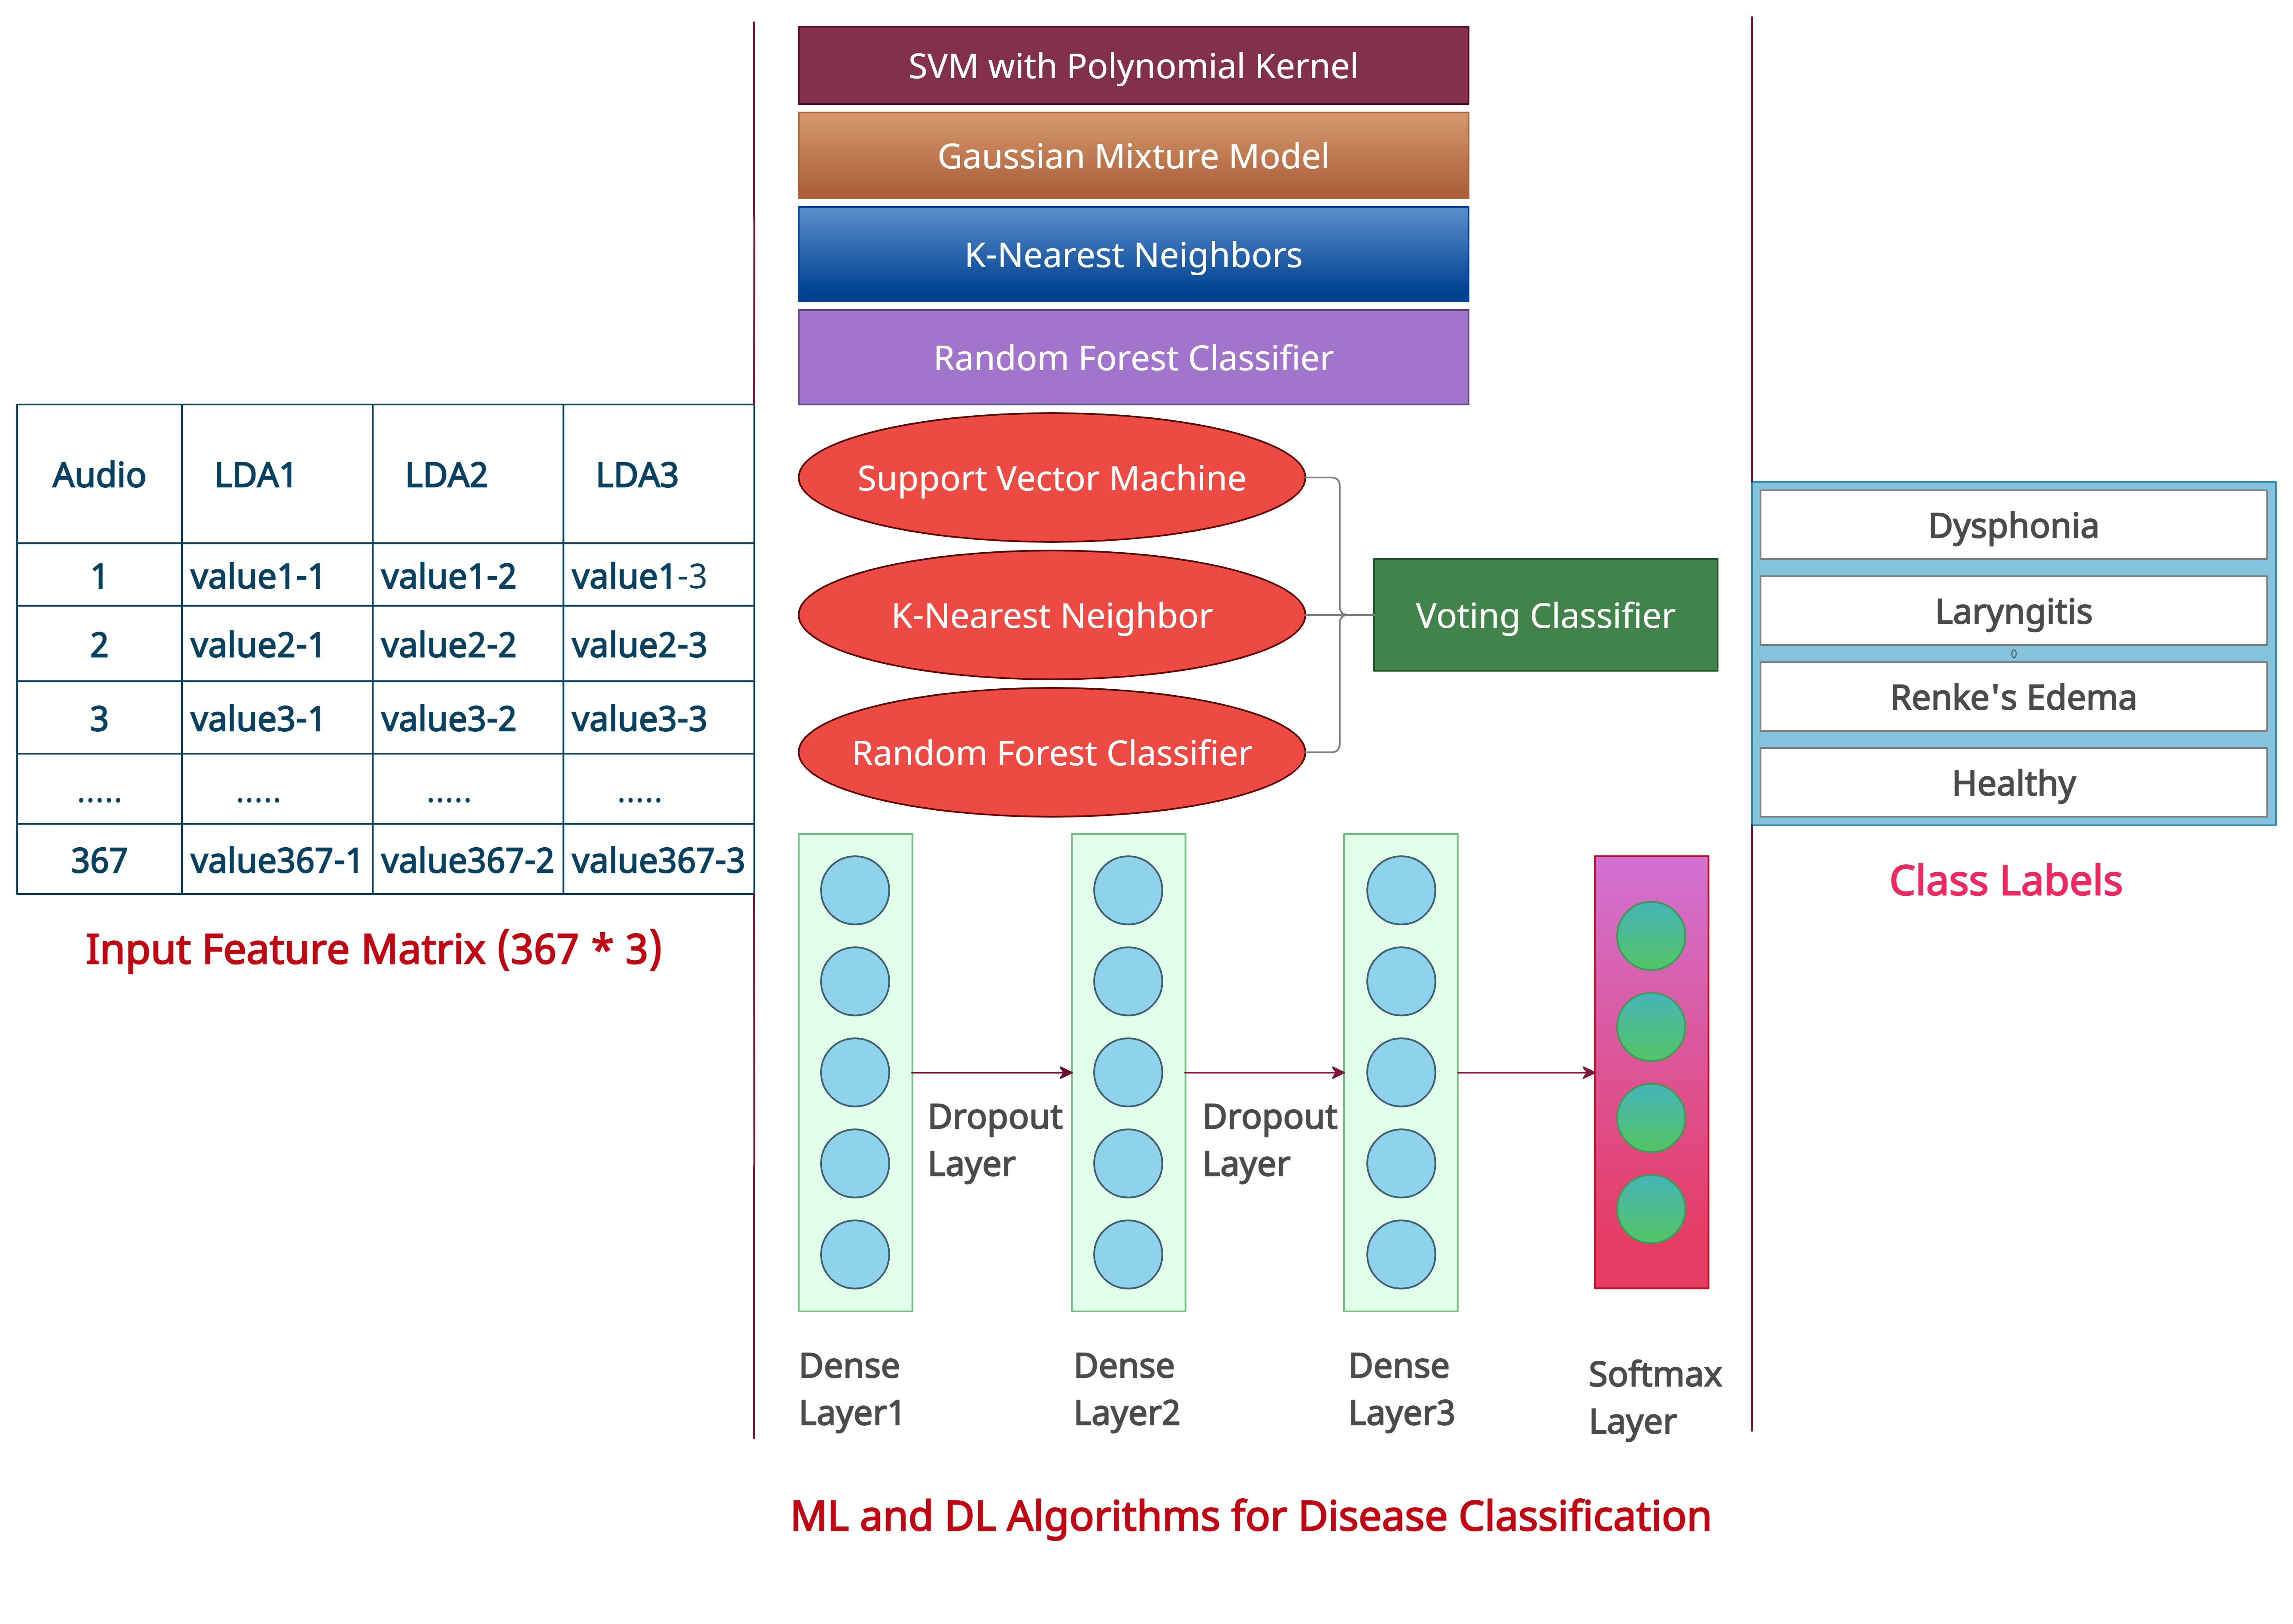 SVM with Polynomial Kernel
Gaussian Mixture Model
K-Nearest Neighbors
Random Forest Classifier
Audio LDA1 LDA2 LDA3
1 value1-1 value1-2 value1-3
2 value2-1 value2-2 value2-3
3 value3-1 value3-2 value3-3
..... ..... ..... .....
367 value367-1 value367-2 value367-3
Input Feature Matrix (367 * 3)
Support Vector Machine
K-Nearest Neighbor
Random Forest Classifier
Voting Classifier
Dropout
Layer
Dropout
Layer
Dense
Layer1
Dense
Layer2
Dense
Layer3
Softmax
Layer
ML and DL Algorithms for Disease Classification
Dysphonia
Laryngitis
0
Renke's Edema
Healthy
Class Labels